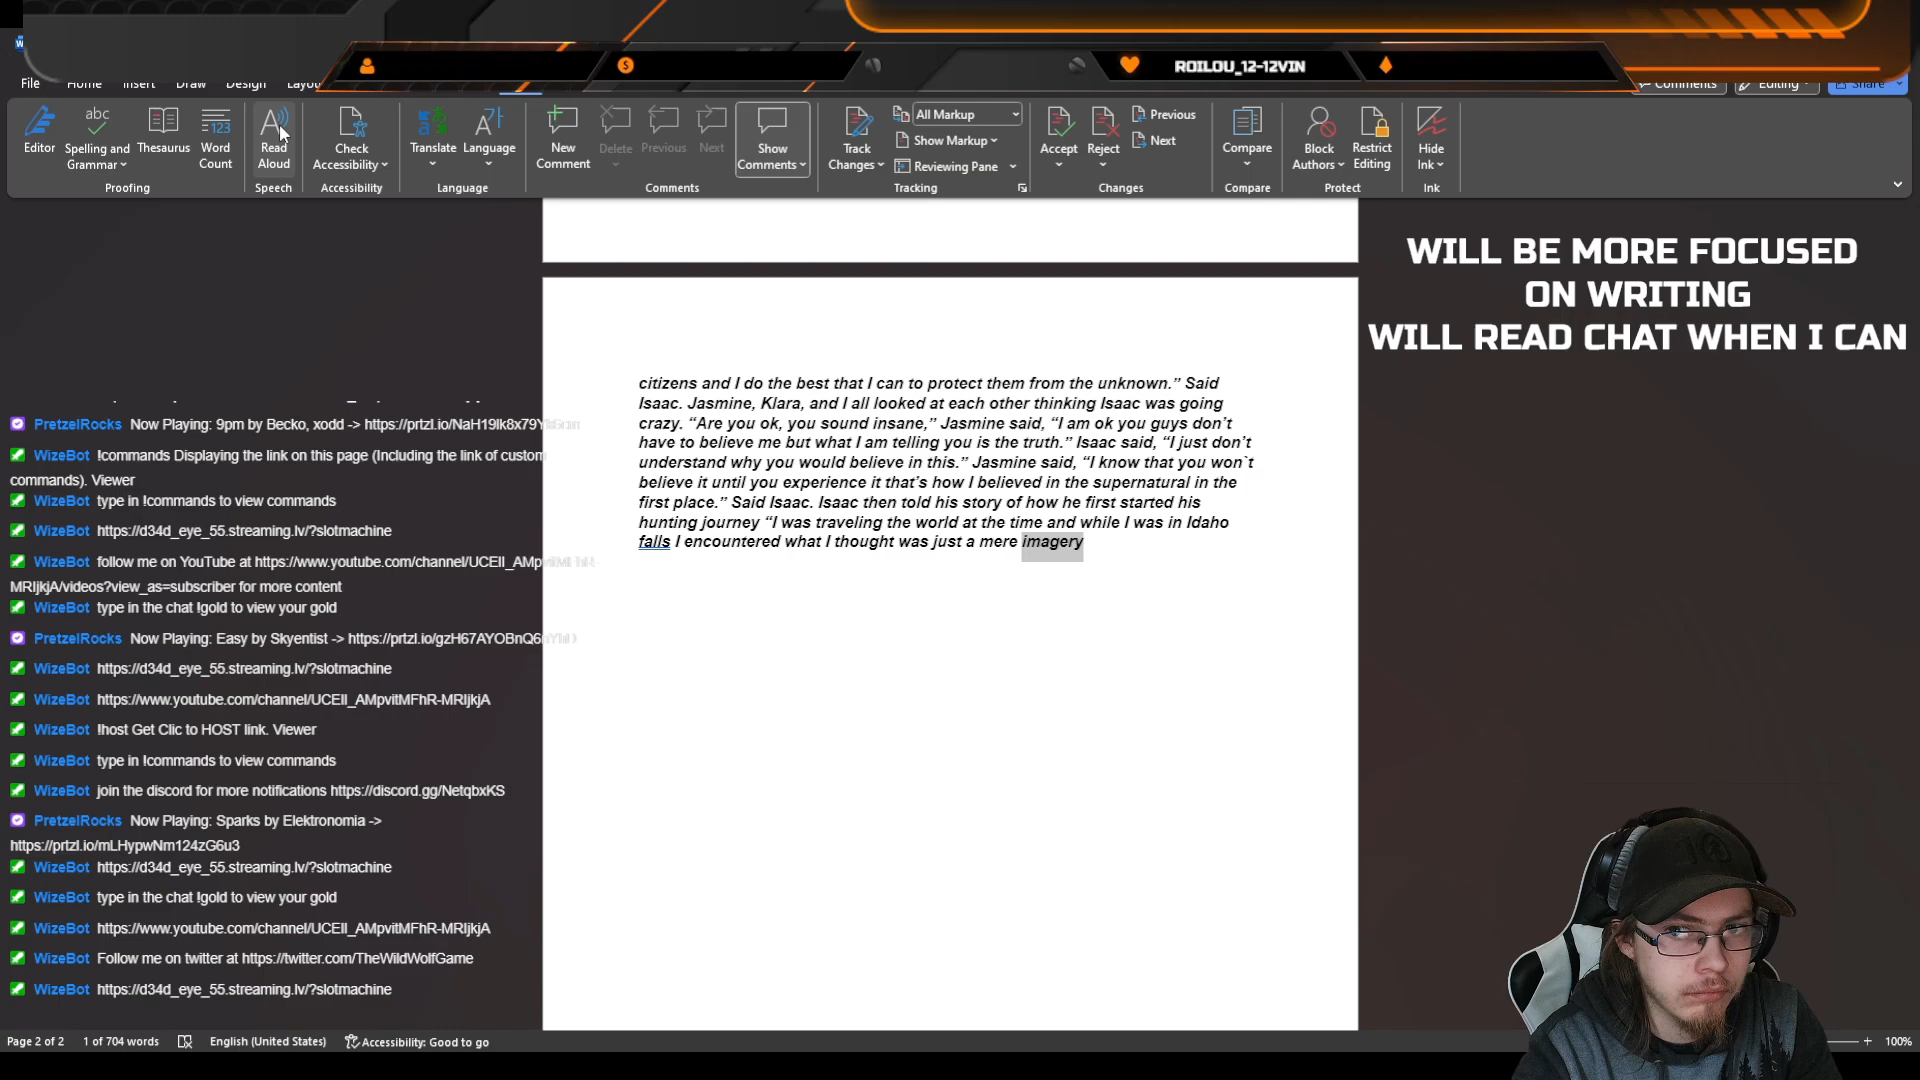 ROILOU_12-12VIN
File Home Insert Draw Design Layou
Comments Editing Share
Editor
Spelling and Grammar
Thesaurus
Word Count
Read Aloud
Check Accessibility
Translate
Language
New Comment
Delete
Previous
Next
Show Comments
Track Changes
All Markup
Show Markup
Reviewing Pane
Accept
Reject
Previous
Next
Compare
Block Authors
Restrict Editing
Hide Ink
Proofing Speech Accessibility Language Comments Tracking Changes Compare Protect Ink
WILL BE MORE FOCUSED
ON WRITING
WILL READ CHAT WHEN I CAN
citizens and I do the best that I can to protect them from the unknown.” Said
Isaac. Jasmine, Klara, and I all looked at each other thinking Isaac was going
crazy. “Are you ok, you sound insane,” Jasmine said, “I am ok you guys don’t
have to believe me but what I am telling you is the truth.” Isaac said, “I just don’t
understand why you would believe in this.” Jasmine said, “I know that you won`t
believe it until you experience it that’s how I believed in the supernatural in the
first place.” Said Isaac. Isaac then told his story of how he first started his
hunting journey “I was traveling the world at the time and while I was in Idaho
falls I encountered what I thought was just a mere imagery
PretzelRocks Now Playing: 9pm by Becko, xodd ->
WizeBot !commands Displaying the link on this page (Including the link of custom
commands). Viewer
WizeBot type in !commands to view commands
WizeBot https://d34d_eye_55.streaming.lv/?slotmachine
WizeBot follow me on YouTube at
MRIjkjA/videos?view_as=subscriber for more content
WizeBot type in the chat !gold to view your gold
PretzelRocks Now Playing: Easy by Skyentist ->
WizeBot https://d34d_eye_55.streaming.lv/?slotmachine
WizeBot https://www.youtube.com/channel/UCEII_AMpvitMFhR-MRIjkjA
WizeBot !host Get Clic to HOST link. Viewer
WizeBot type in !commands to view commands
WizeBot join the discord for more notifications https://discord.gg/NetqbxKS
PretzelRocks Now Playing: Sparks by Elektronomia ->
https://prtzl.io/mLHypwNm124zG6u3
WizeBot https://d34d_eye_55.streaming.lv/?slotmachine
WizeBot type in the chat !gold to view your gold
WizeBot https://www.youtube.com/channel/UCEII_AMpvitMFhR-MRIjkjA
WizeBot Follow me on twitter at https://twitter.com/TheWildWolfGame
WizeBot https://d34d_eye_55.streaming.lv/?slotmachine
Page 2 of 2 1 of 704 words English (United States) Accessibility: Good to go 100%